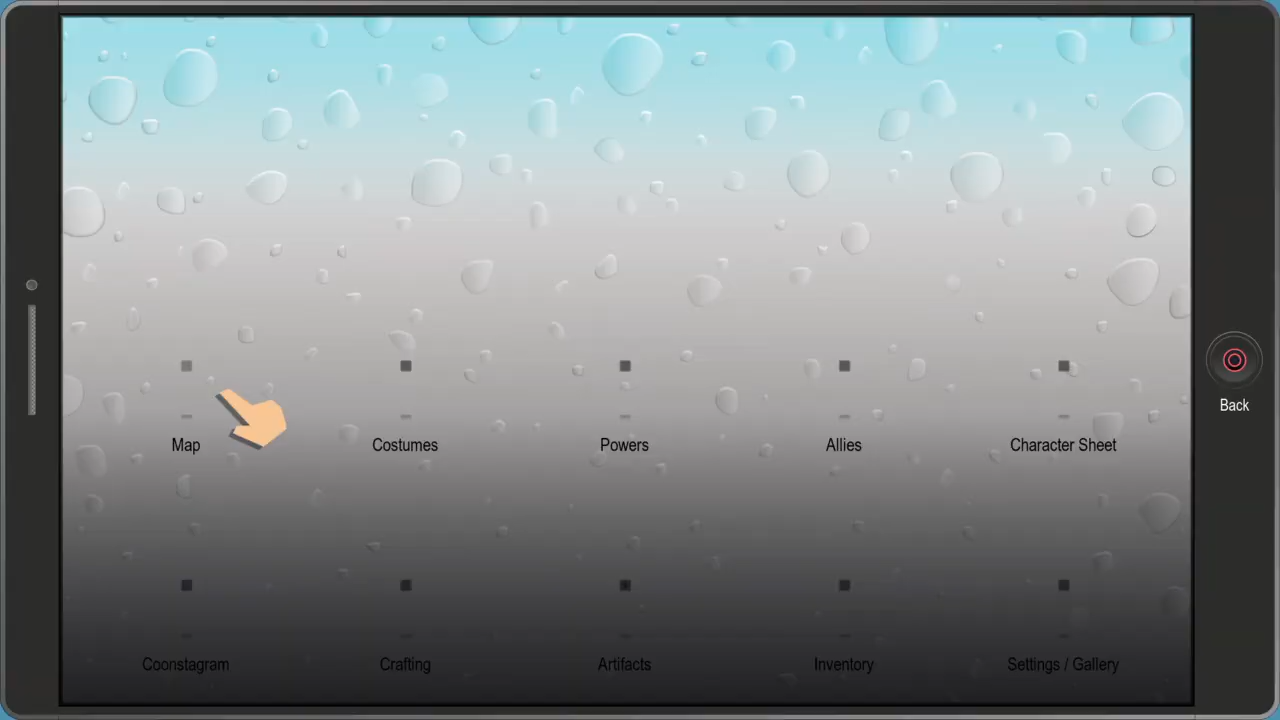 Back
Map
Costumes
Powers
Allies
Character Sheet
Coonstagram
Crafting
Artifacts
Inventory
Settings / Gallery